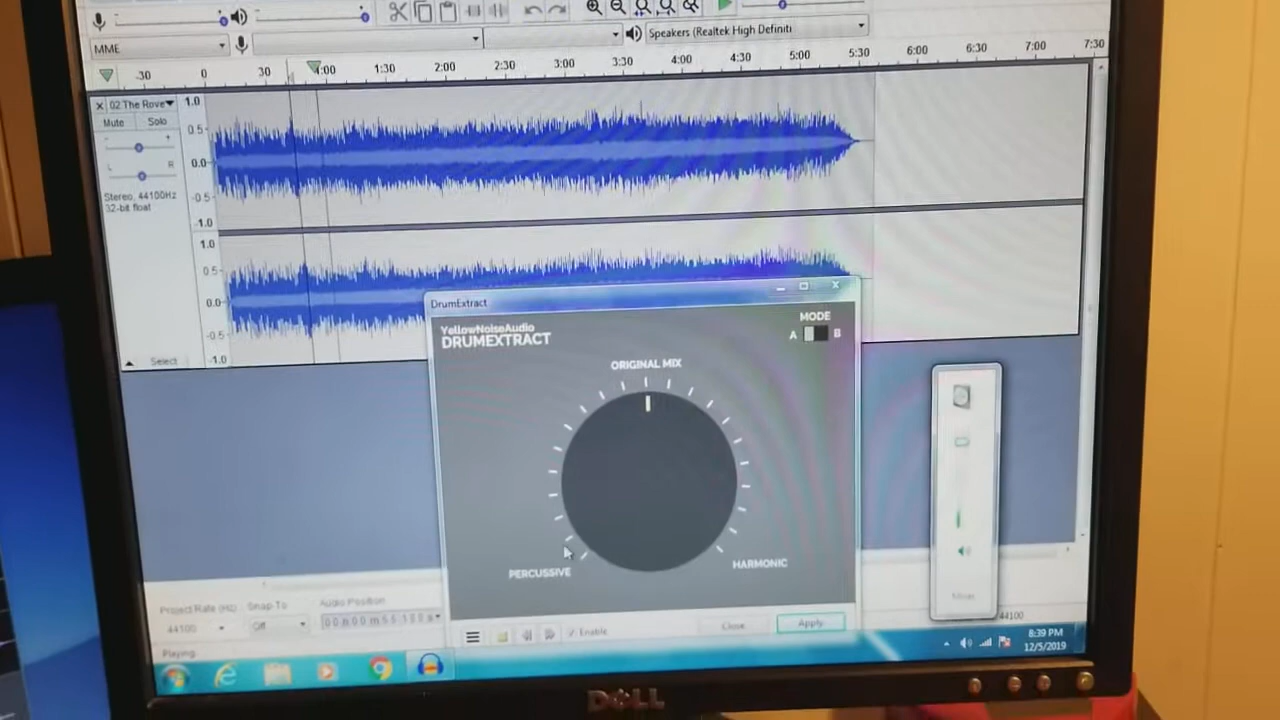 MME
Speakers (Realtek High Definiti
-30 0 30 1:00 1:30 2:00 2:30 3:00 3:30 4:00 4:30 5:00 5:30 6:00 6:30 7:00 7:30
02 The Rove
Mute Solo
- +
L R
Stereo, 44100Hz
32-bit float
Select
1.0
0.5
0.0
-0.5
-1.0
1.0
0.5
0.0
-0.5
-1.0
DrumExtract
YellowNoiseAudio
DRUMEXTRACT
MODE
A B
ORIGINAL MIX
PERCUSSIVE
HARMONIC
Enable
Close
Apply
Project Rate (Hz) Snap To Audio Position
44100 Off
44100
Playing
8:39 PM
12/5/2019
DELL